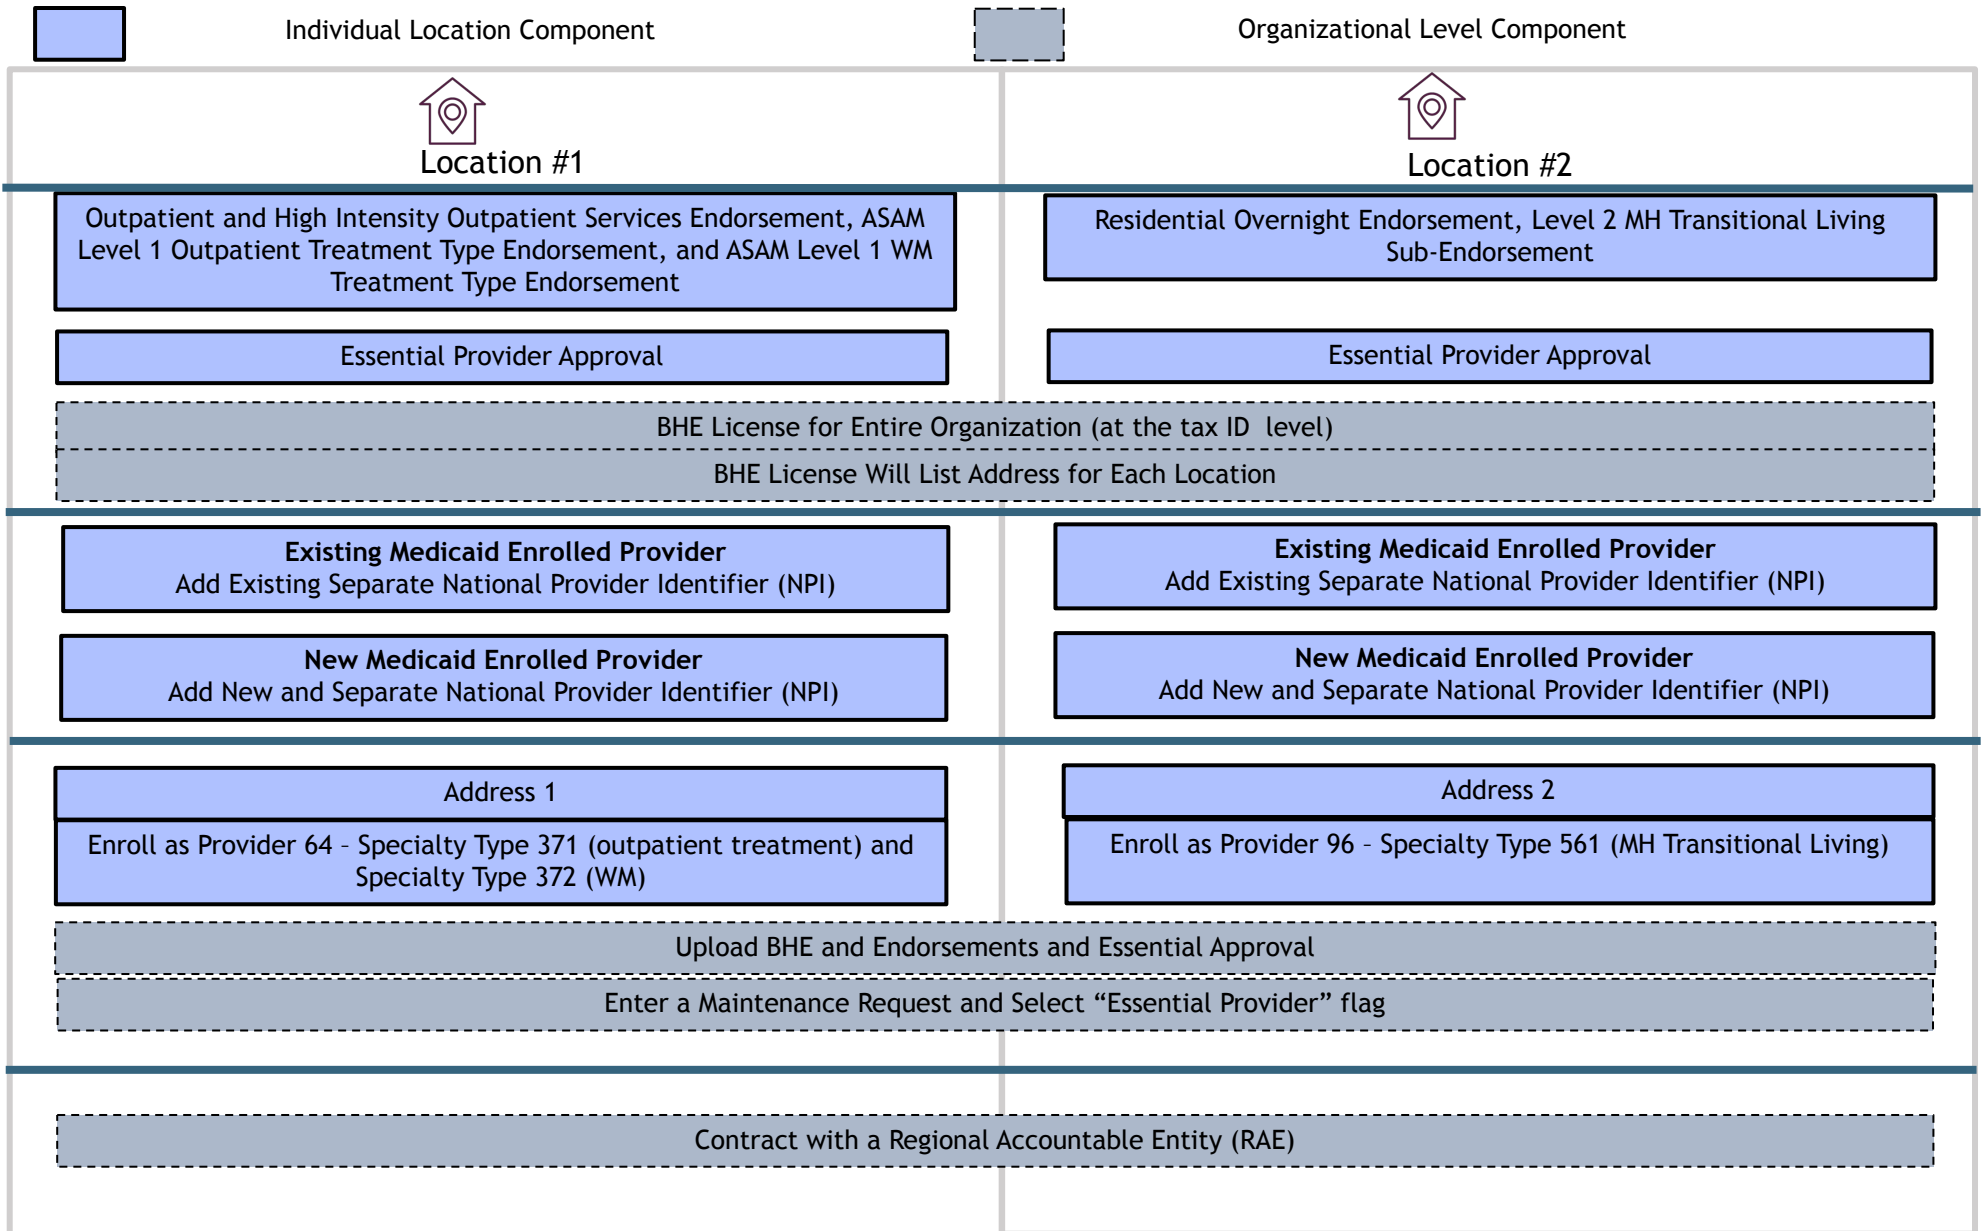 Individual Location Component
Organizational Level Component
Location #1
Location #2
Outpatient and High Intensity Outpatient Services Endorsement, ASAM
Level 1 Outpatient Treatment Type Endorsement, and ASAM Level 1 WM
Treatment Type Endorsement
Residential Overnight Endorsement, Level 2 MH Transitional Living
Sub-Endorsement
Essential Provider Approval
Essential Provider Approval
BHE License for Entire Organization (at the tax ID level)
BHE License Will List Address for Each Location
Existing Medicaid Enrolled Provider
Add Existing Separate National Provider Identifier (NPI)
Existing Medicaid Enrolled Provider
Add Existing Separate National Provider Identifier (NPI)
New Medicaid Enrolled Provider
Add New and Separate National Provider Identifier (NPI)
New Medicaid Enrolled Provider
Add New and Separate National Provider Identifier (NPI)
Address 1
Enroll as Provider 64 – Specialty Type 371 (outpatient treatment) and
Specialty Type 372 (WM)
Address 2
Enroll as Provider 96 – Specialty Type 561 (MH Transitional Living)
Upload BHE and Endorsements and Essential Approval
Enter a Maintenance Request and Select “Essential Provider” flag
Contract with a Regional Accountable Entity (RAE)